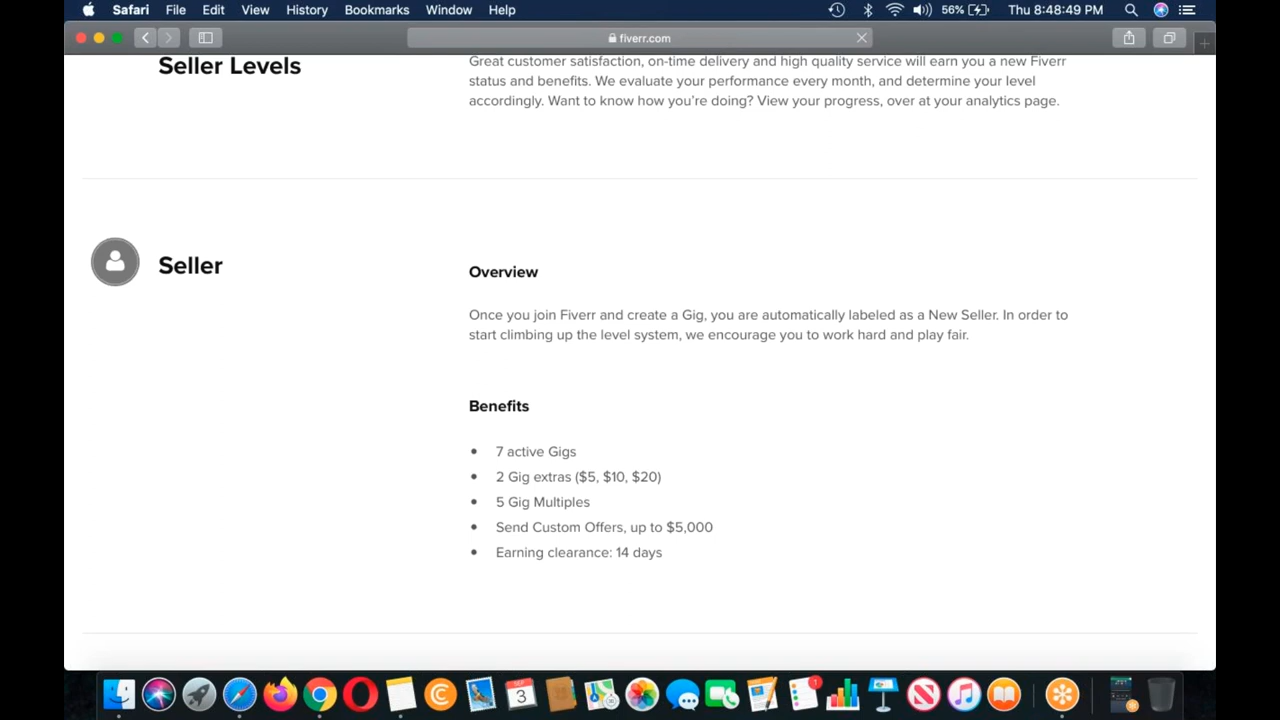 Safari File Edit View History Bookmarks Window Help 56% Thu 8:48:49 PM
fiverr.com
Seller Levels
Great customer satisfaction, on-time delivery and high quality service will earn you a new Fiverr
status and benefits. We evaluate your performance every month, and determine your level
accordingly. Want to know how you’re doing? View your progress, over at your analytics page.
Seller
Overview
Once you join Fiverr and create a Gig, you are automatically labeled as a New Seller. In order to
start climbing up the level system, we encourage you to work hard and play fair.
Benefits
• 7 active Gigs
• 2 Gig extras ($5, $10, $20)
• 5 Gig Multiples
• Send Custom Offers, up to $5,000
• Earning clearance: 14 days
3
1